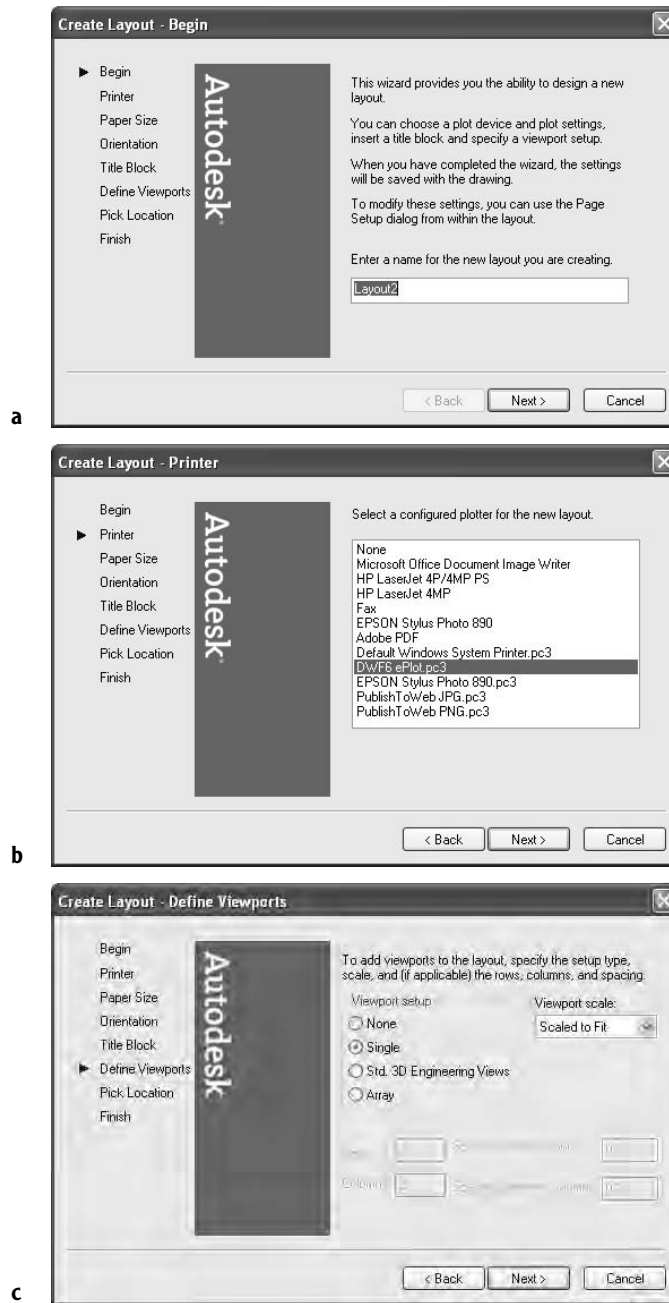 Create Layout - Begin
Begin
Printer
Paper Size
Orientation
Title Block
Define Viewports
Pick Location
Finish
Autodesk
This wizard provides you the ability to design a new
layout.
You can choose a plot device and plot settings,
insert a title block and specify a viewport setup.
When you have completed the wizard, the settings
will be saved with the drawing.
To modify these settings, you can use the Page
Setup dialog from within the layout.
Enter a name for the new layout you are creating.
Layout2
< Back
Next >
Cancel
a
Create Layout - Printer
Begin
Printer
Paper Size
Orientation
Title Block
Define Viewports
Pick Location
Finish
Autodesk
Select a configured plotter for the new layout.
None
Microsoft Office Document Image Writer
HP LaserJet 4P/4MP PS
HP LaserJet 4MP
Fax
EPSON Stylus Photo 890
Adobe PDF
Default Windows System Printer.pc3
DWF6 ePlot.pc3
EPSON Stylus Photo 890.pc3
PublishToWeb JPG.pc3
PublishToWeb PNG.pc3
< Back
Next >
Cancel
b
Create Layout - Define Viewports
Begin
Printer
Paper Size
Orientation
Title Block
Define Viewports
Pick Location
Finish
Autodesk
To add viewports to the layout, specify the setup type,
scale, and (if applicable) the rows, columns, and spacing.
Viewport setup
Viewport scale:
None
Scaled to Fit
Single
Std. 3D Engineering Views
Array
< Back
Next >
Cancel
c